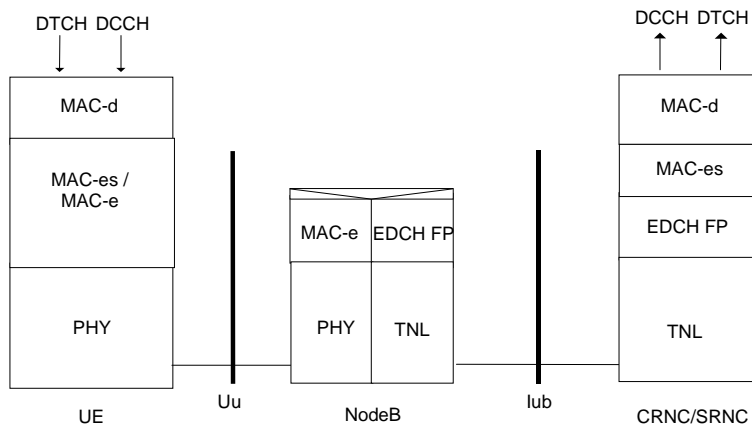 DTCH DCCH
DCCH DTCH
MAC-d
MAC-es /
MAC-e
PHY
UE
Uu
MAC-e
EDCH FP
PHY
TNL
NodeB
Iub
MAC-d
MAC-es
EDCH FP
TNL
CRNC/SRNC